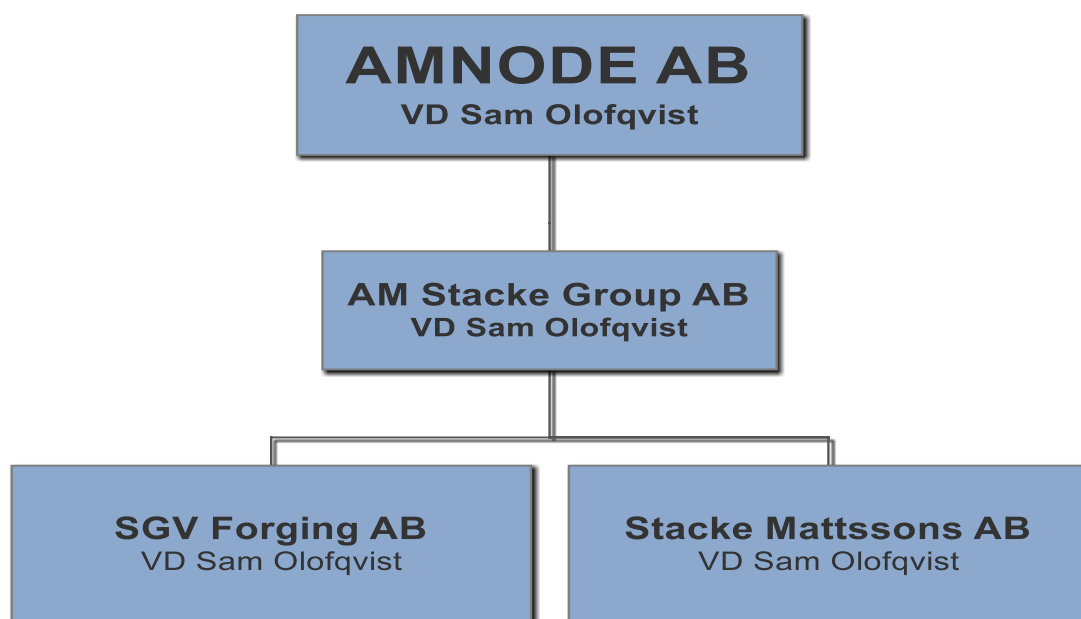 AMNODE AB
VD Sam Olofqvist
AM Stacke Group AB
VD Sam Olofqvist
SGV Forging AB
VD Sam Olofqvist
Stacke Mattssons AB
VD Sam Olofqvist